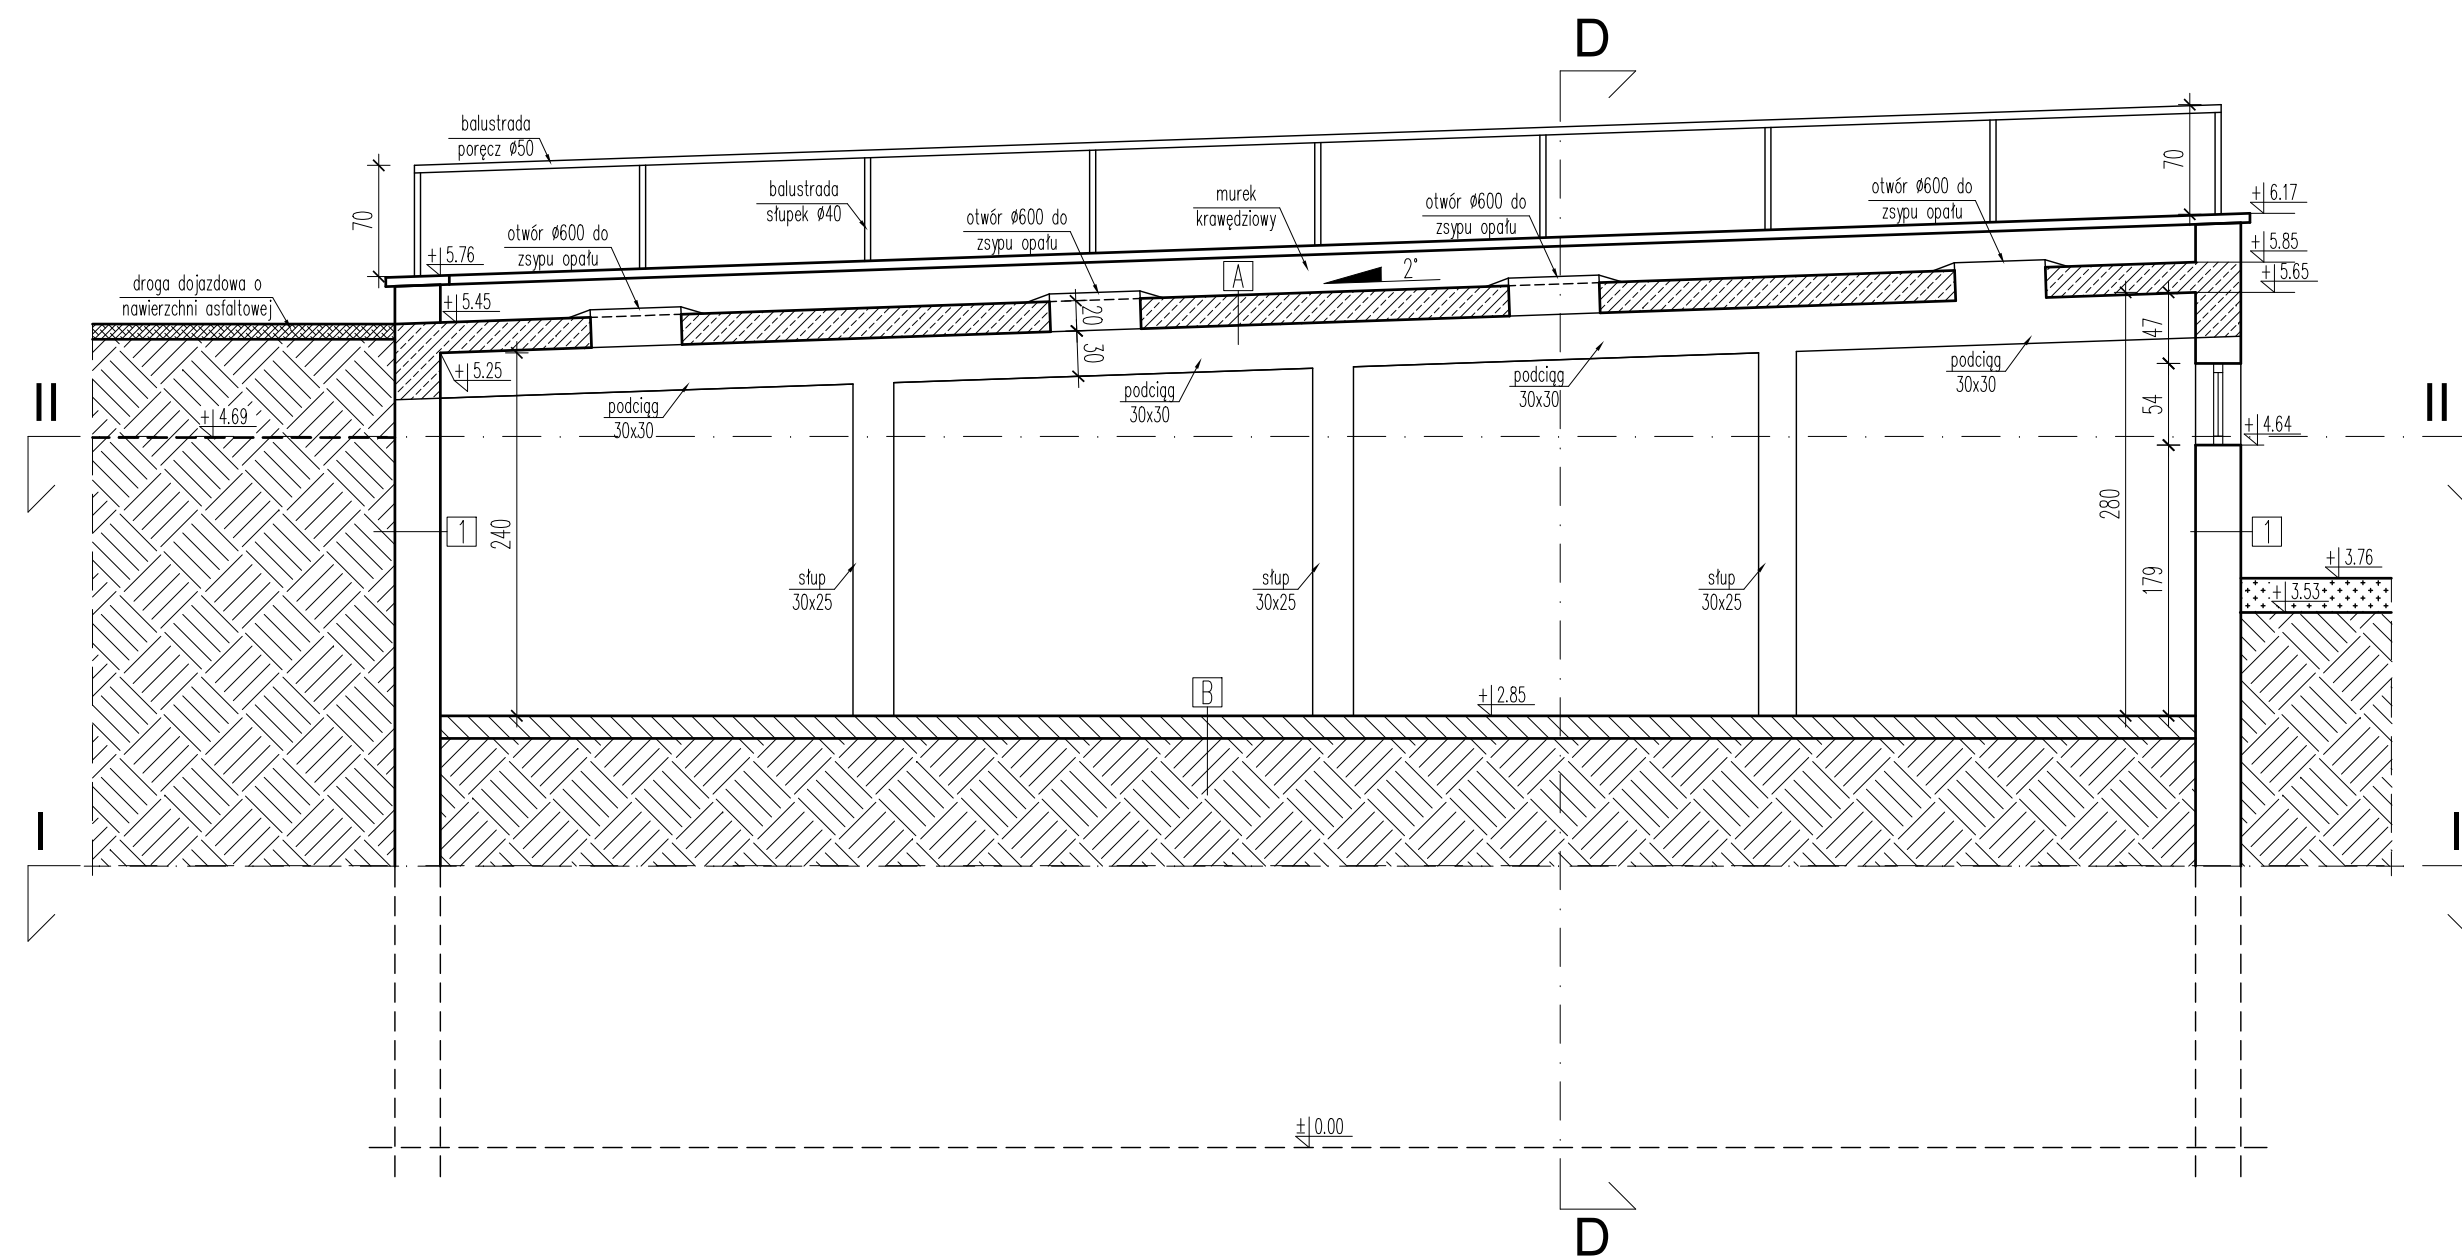 D
balustrada
poręcz Ø50
70
70
balustrada
słupek Ø40
murek
krawędziowy
otwór Ø600 do
zsypu opału
otwór Ø600 do
zsypu opału
otwór Ø600 do
zsypu opału
otwór Ø600 do
zsypu opału
+6.17
+5.85
+5.65
+5.76
+5.45
+5.25
droga dojazdowa o
nawierzchni asfaltowej
A
2°
20
30
47
54
podciąg
30x30
podciąg
30x30
podciąg
30x30
podciąg
30x30
II
II
+4.69
+4.64
1
240
280
1
179
słup
30x25
słup
30x25
słup
30x25
+3.76
+3.53
B
+2.85
I
I
±0.00
D